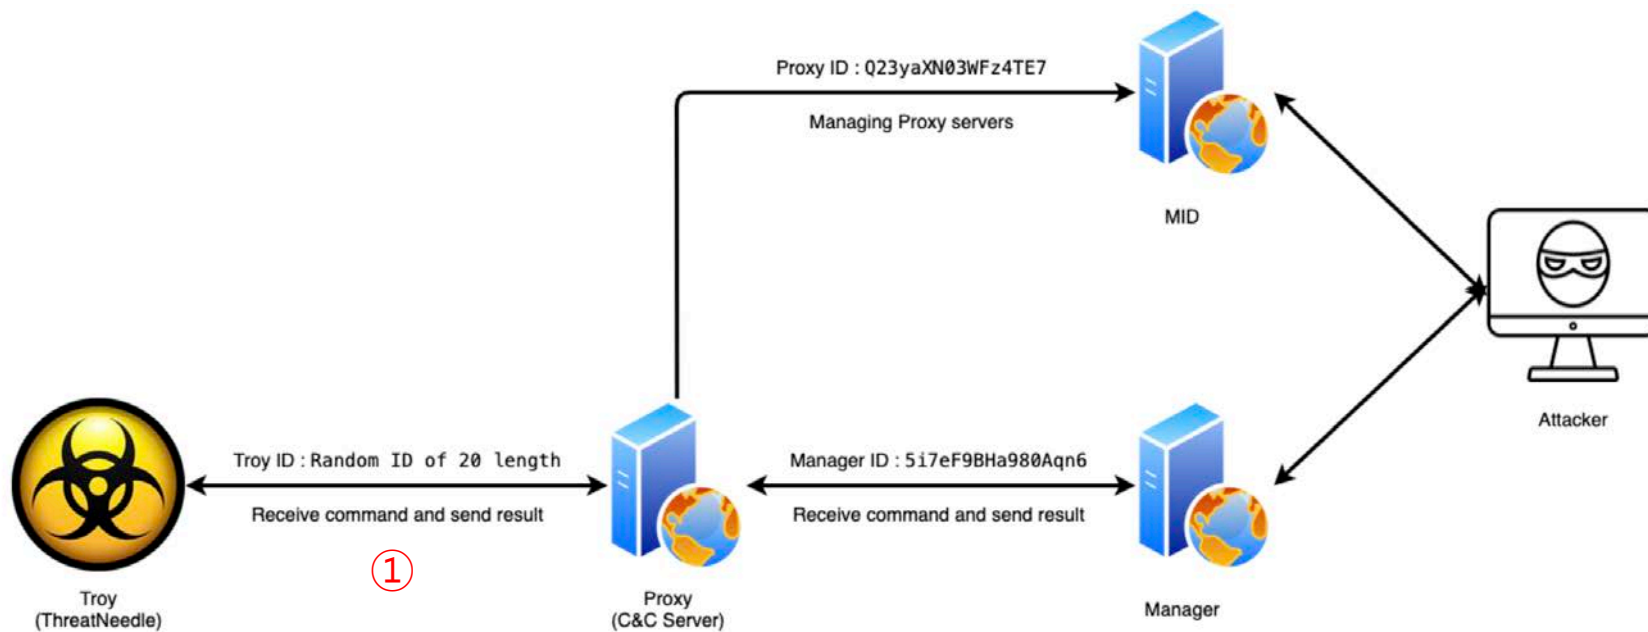 Proxy ID : Q23yaXN03WFz4TE7
Managing Proxy servers
MID
Attacker
Troy ID : Random ID of 20 length
Receive command and send result
①
Manager ID : 5i7eF9BHa980Aqn6
Receive command and send result
Troy
(ThreatNeedle)
Proxy
(C&C Server)
Manager